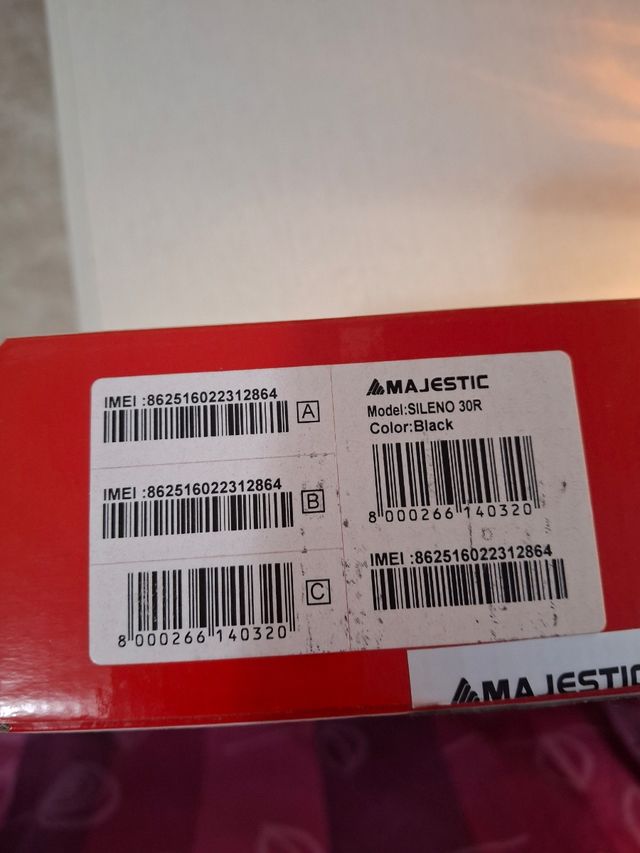 IMEI :862516022312864
A
IMEI :862516022312864
B
8 000266 140320
C
MAJESTIC
Model:SILENO 30R
Color:Black
8 000266 140320
IMEI :862516022312864
MAJESTIC